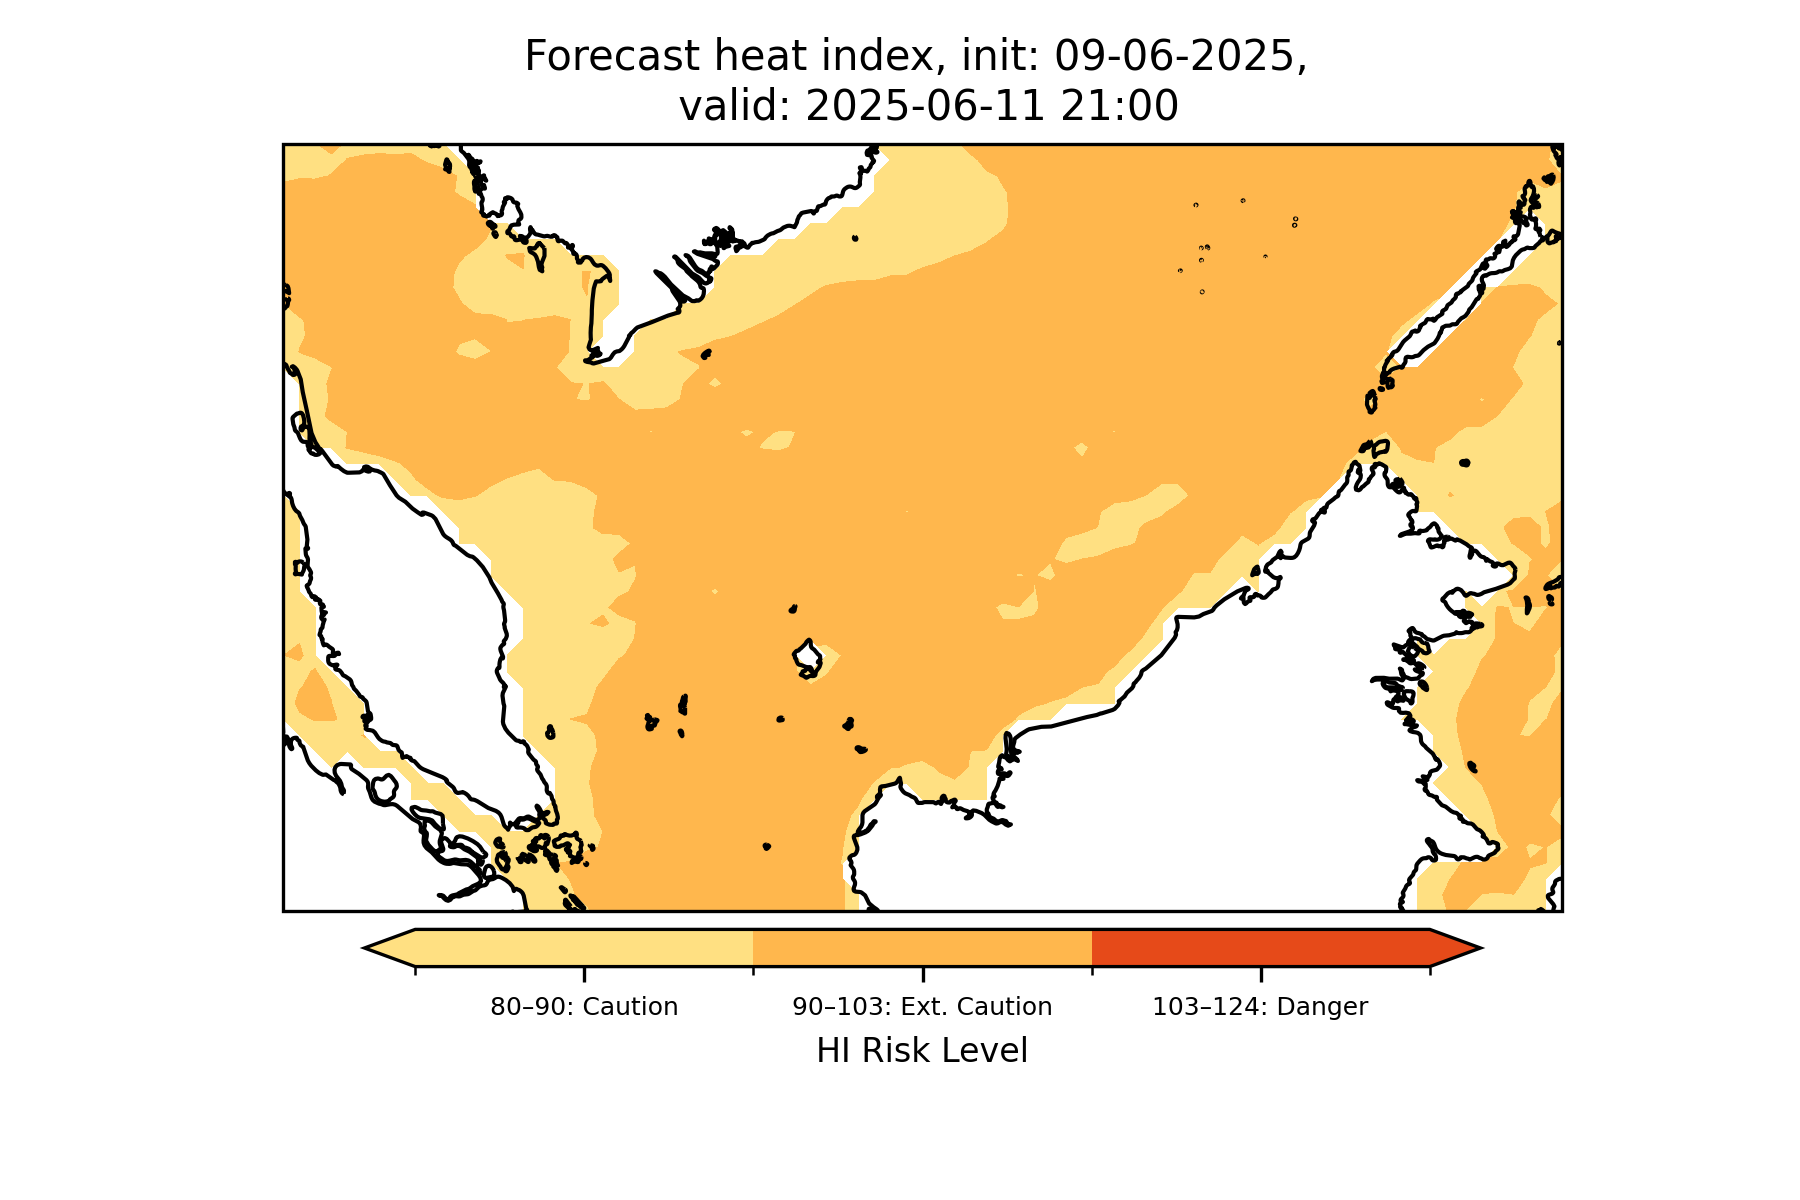 Forecast heat index, init: 09-06-2025,
valid: 2025-06-11 21:00
80–90: Caution
90–103: Ext. Caution
103–124: Danger
HI Risk Level